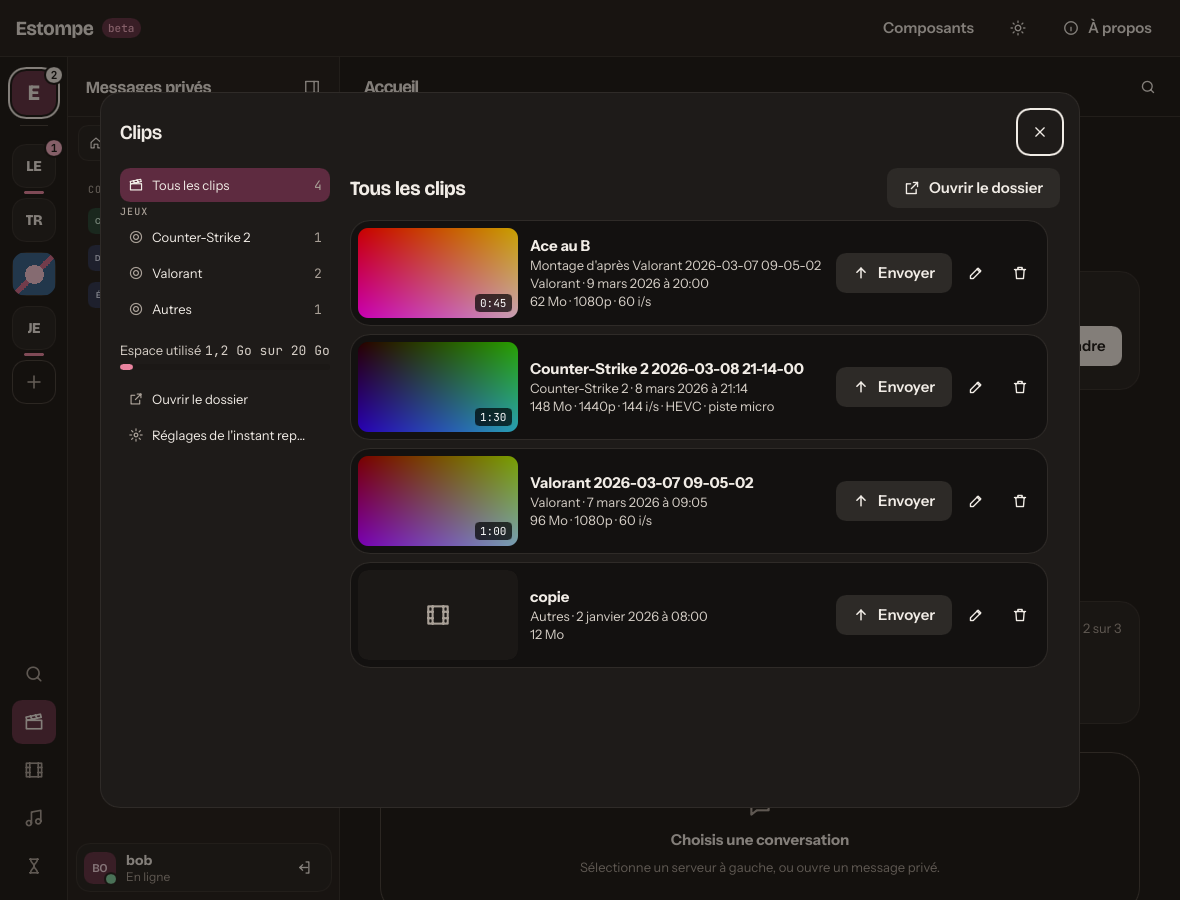 Estompe beta
Composants
À propos
E 2
Messages privés
Accueil
LE 1
TR
JE
CO
Clips
Tous les clips 4
JEUX
Counter-Strike 2 1
Valorant 2
Autres 1
Espace utilisé 1,2 Go sur 20 Go
Ouvrir le dossier
Réglages de l'instant rep…
Tous les clips
Ouvrir le dossier
0:45
Ace au B
Montage d'après Valorant 2026-03-07 09-05-02
Valorant · 9 mars 2026 à 20:00
62 Mo · 1080p · 60 i/s
Envoyer
1:30
Counter-Strike 2 2026-03-08 21-14-00
Counter-Strike 2 · 8 mars 2026 à 21:14
148 Mo · 1440p · 144 i/s · HEVC · piste micro
Envoyer
1:00
Valorant 2026-03-07 09-05-02
Valorant · 7 mars 2026 à 09:05
96 Mo · 1080p · 60 i/s
Envoyer
copie
Autres · 2 janvier 2026 à 08:00
12 Mo
Envoyer
ndre
2 sur 3
Choisis une conversation
Sélectionne un serveur à gauche, ou ouvre un message privé.
BO
bob
En ligne